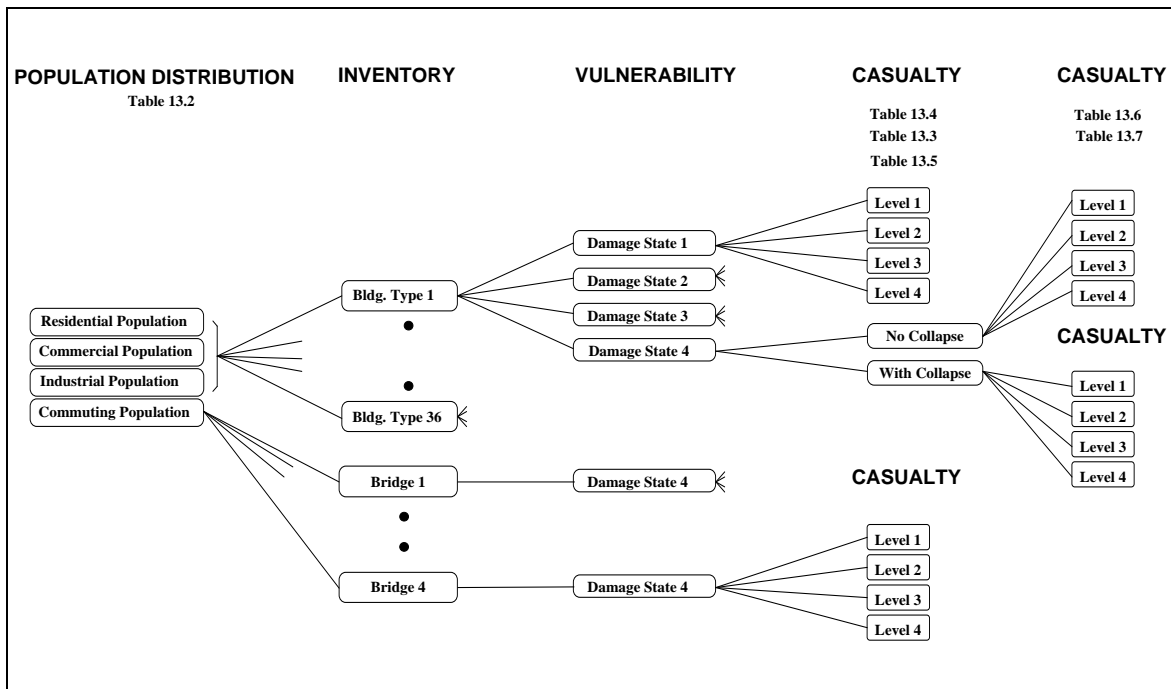 POPULATION DISTRIBUTION
Table 13.2
INVENTORY
VULNERABILITY
CASUALTY
Table 13.4
Table 13.3
Table 13.5
CASUALTY
Table 13.6
Table 13.7
Residential Population
Commercial Population
Industrial Population
Commuting Population
Bldg. Type 1
Bldg. Type 36
Bridge 1
Bridge 4
Damage State 1
Damage State 2
Damage State 3
Damage State 4
Damage State 4
Damage State 4
Level 1
Level 2
Level 3
Level 4
No Collapse
With Collapse
CASUALTY
Level 1
Level 2
Level 3
Level 4
Level 1
Level 2
Level 3
Level 4
CASUALTY
Level 1
Level 2
Level 3
Level 4